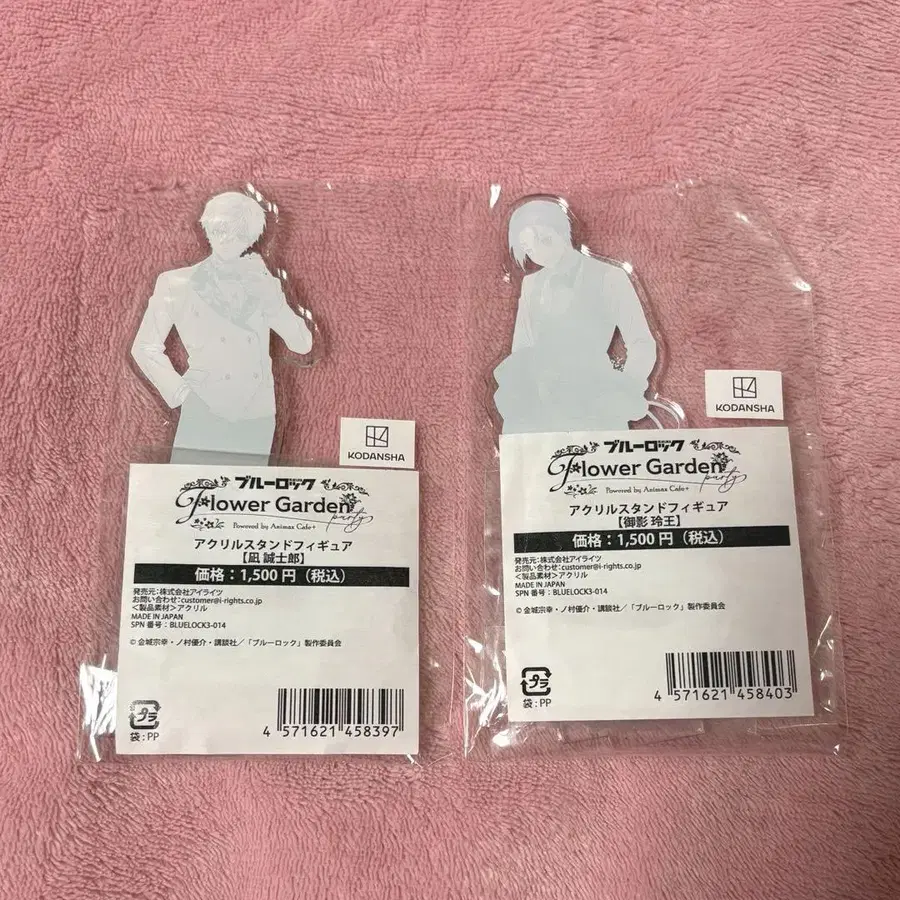 KODANSHA
ブルーロック
Flower Garden
party
Powered by Animax Cafe+
アクリルスタンドフィギュア
【凪 誠士郎】
価格：1,500円（税込）
発売元：株式会社アイライツ
お問い合わせ：customer@i-rights.co.jp
＜製品素材＞アクリル
MADE IN JAPAN
SPN 番号：BLUELOCK3-014
© 金城宗幸・ノ村優介・講談社／「ブルーロック」製作委員会
プラ
袋：PP
4 571621 458397
KODANSHA
ブルーロック
Flower Garden
party
Powered by Animax Cafe+
アクリルスタンドフィギュア
【御影 玲王】
価格：1,500円（税込）
発売元：株式会社アイライツ
お問い合わせ：customer@i-rights.co.jp
＜製品素材＞アクリル
MADE IN JAPAN
SPN 番号：BLUELOCK3-014
© 金城宗幸・ノ村優介・講談社／「ブルーロック」製作委員会
プラ
袋：PP
4 571621 458403